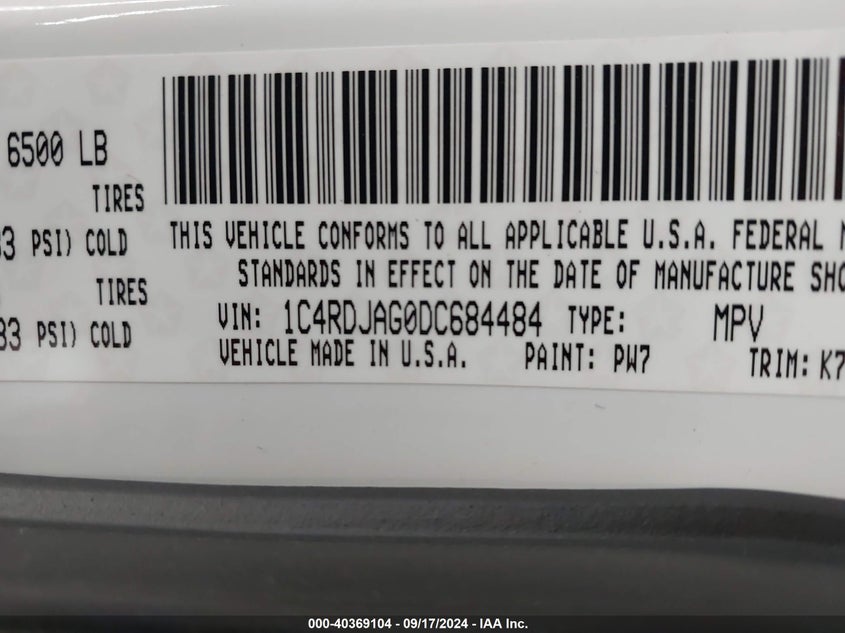 6500 LB
TIRES
33 PSI) COLD
TIRES
33 PSI) COLD
THIS VEHICLE CONFORMS TO ALL APPLICABLE U.S.A. FEDERAL
STANDARDS IN EFFECT ON THE DATE OF MANUFACTURE
VIN: 1C4RDJAG0DC684484 TYPE: MPV
VEHICLE MADE IN U.S.A. PAINT: PW7 TRIM: K7
000-40369104 - 09/17/2024 - IAA Inc.